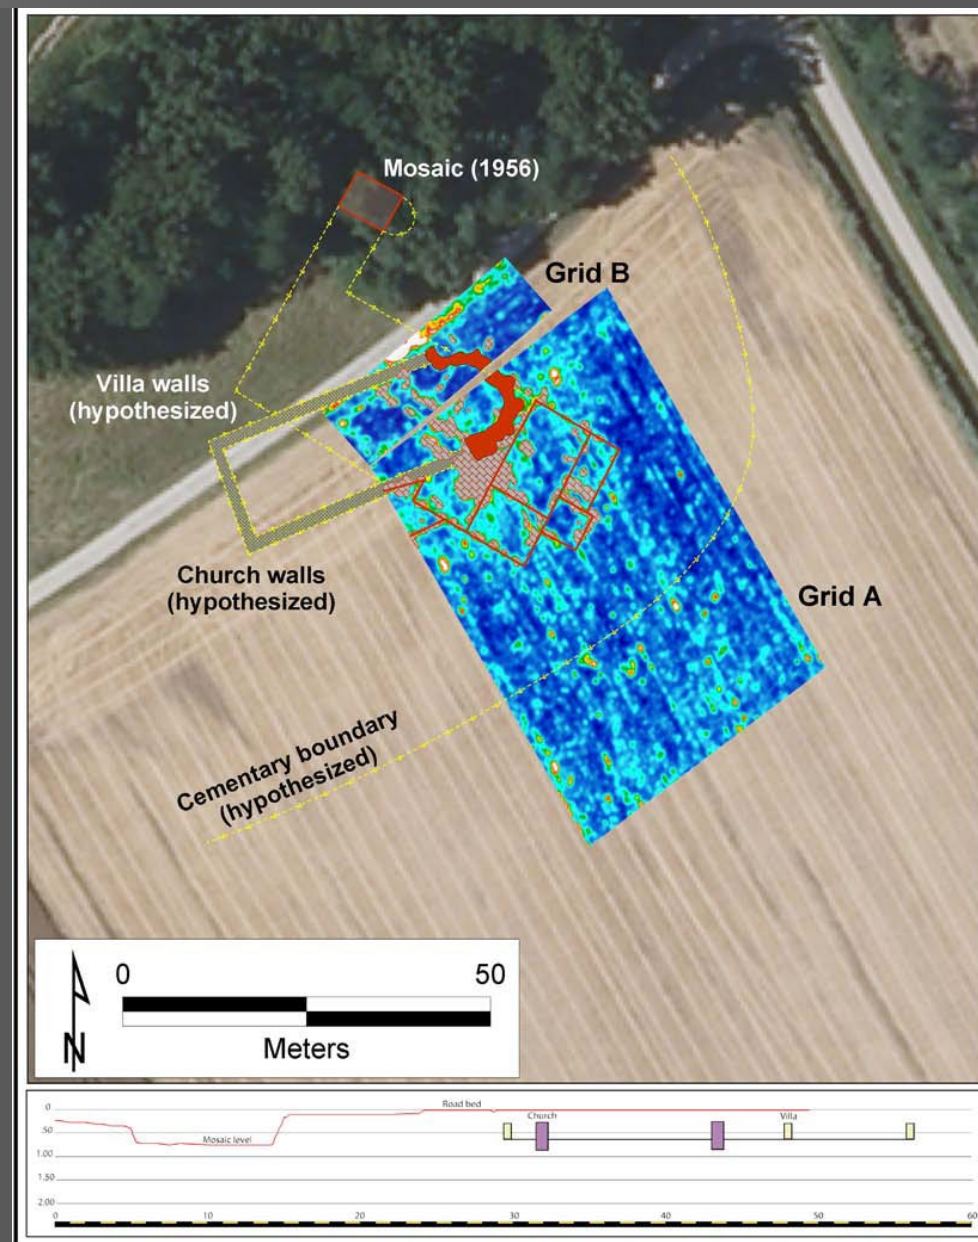 Mosaic (1956)
Grid B
Villa walls
(hypothesized)
Church walls
(hypothesized)
Grid A
Cementary boundary
(hypothesized)
0 50
Meters
N
0
Road bed
Church
Villa
.50
Mosaic level
1.00
1.50
2.00
0 10 20 30 40 50 60